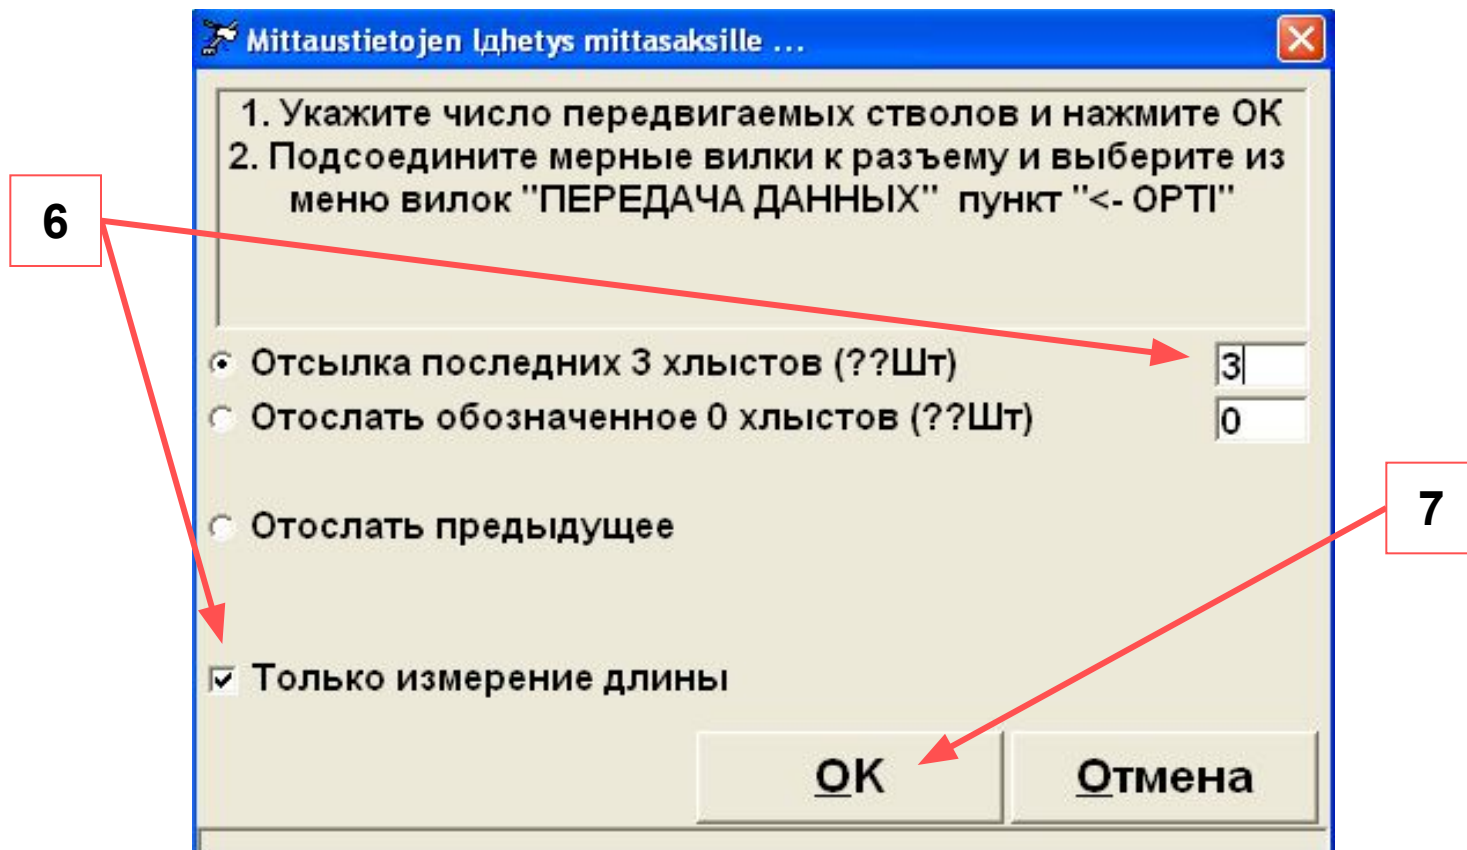 Mittaustietojen lдhetys mittasaksille ...
1. Укажите число передвигаемых стволов и нажмите ОК
2. Подсоедините мерные вилки к разъему и выберите из
меню вилок "ПЕРЕДАЧА ДАННЫХ" пункт "<- OPTI"
6
Отсылка последних 3 хлыстов (??Шт) 3
Отослать обозначенное 0 хлыстов (??Шт) 0
7
Отослать предыдущее
Только измерение длины
OK Отмена